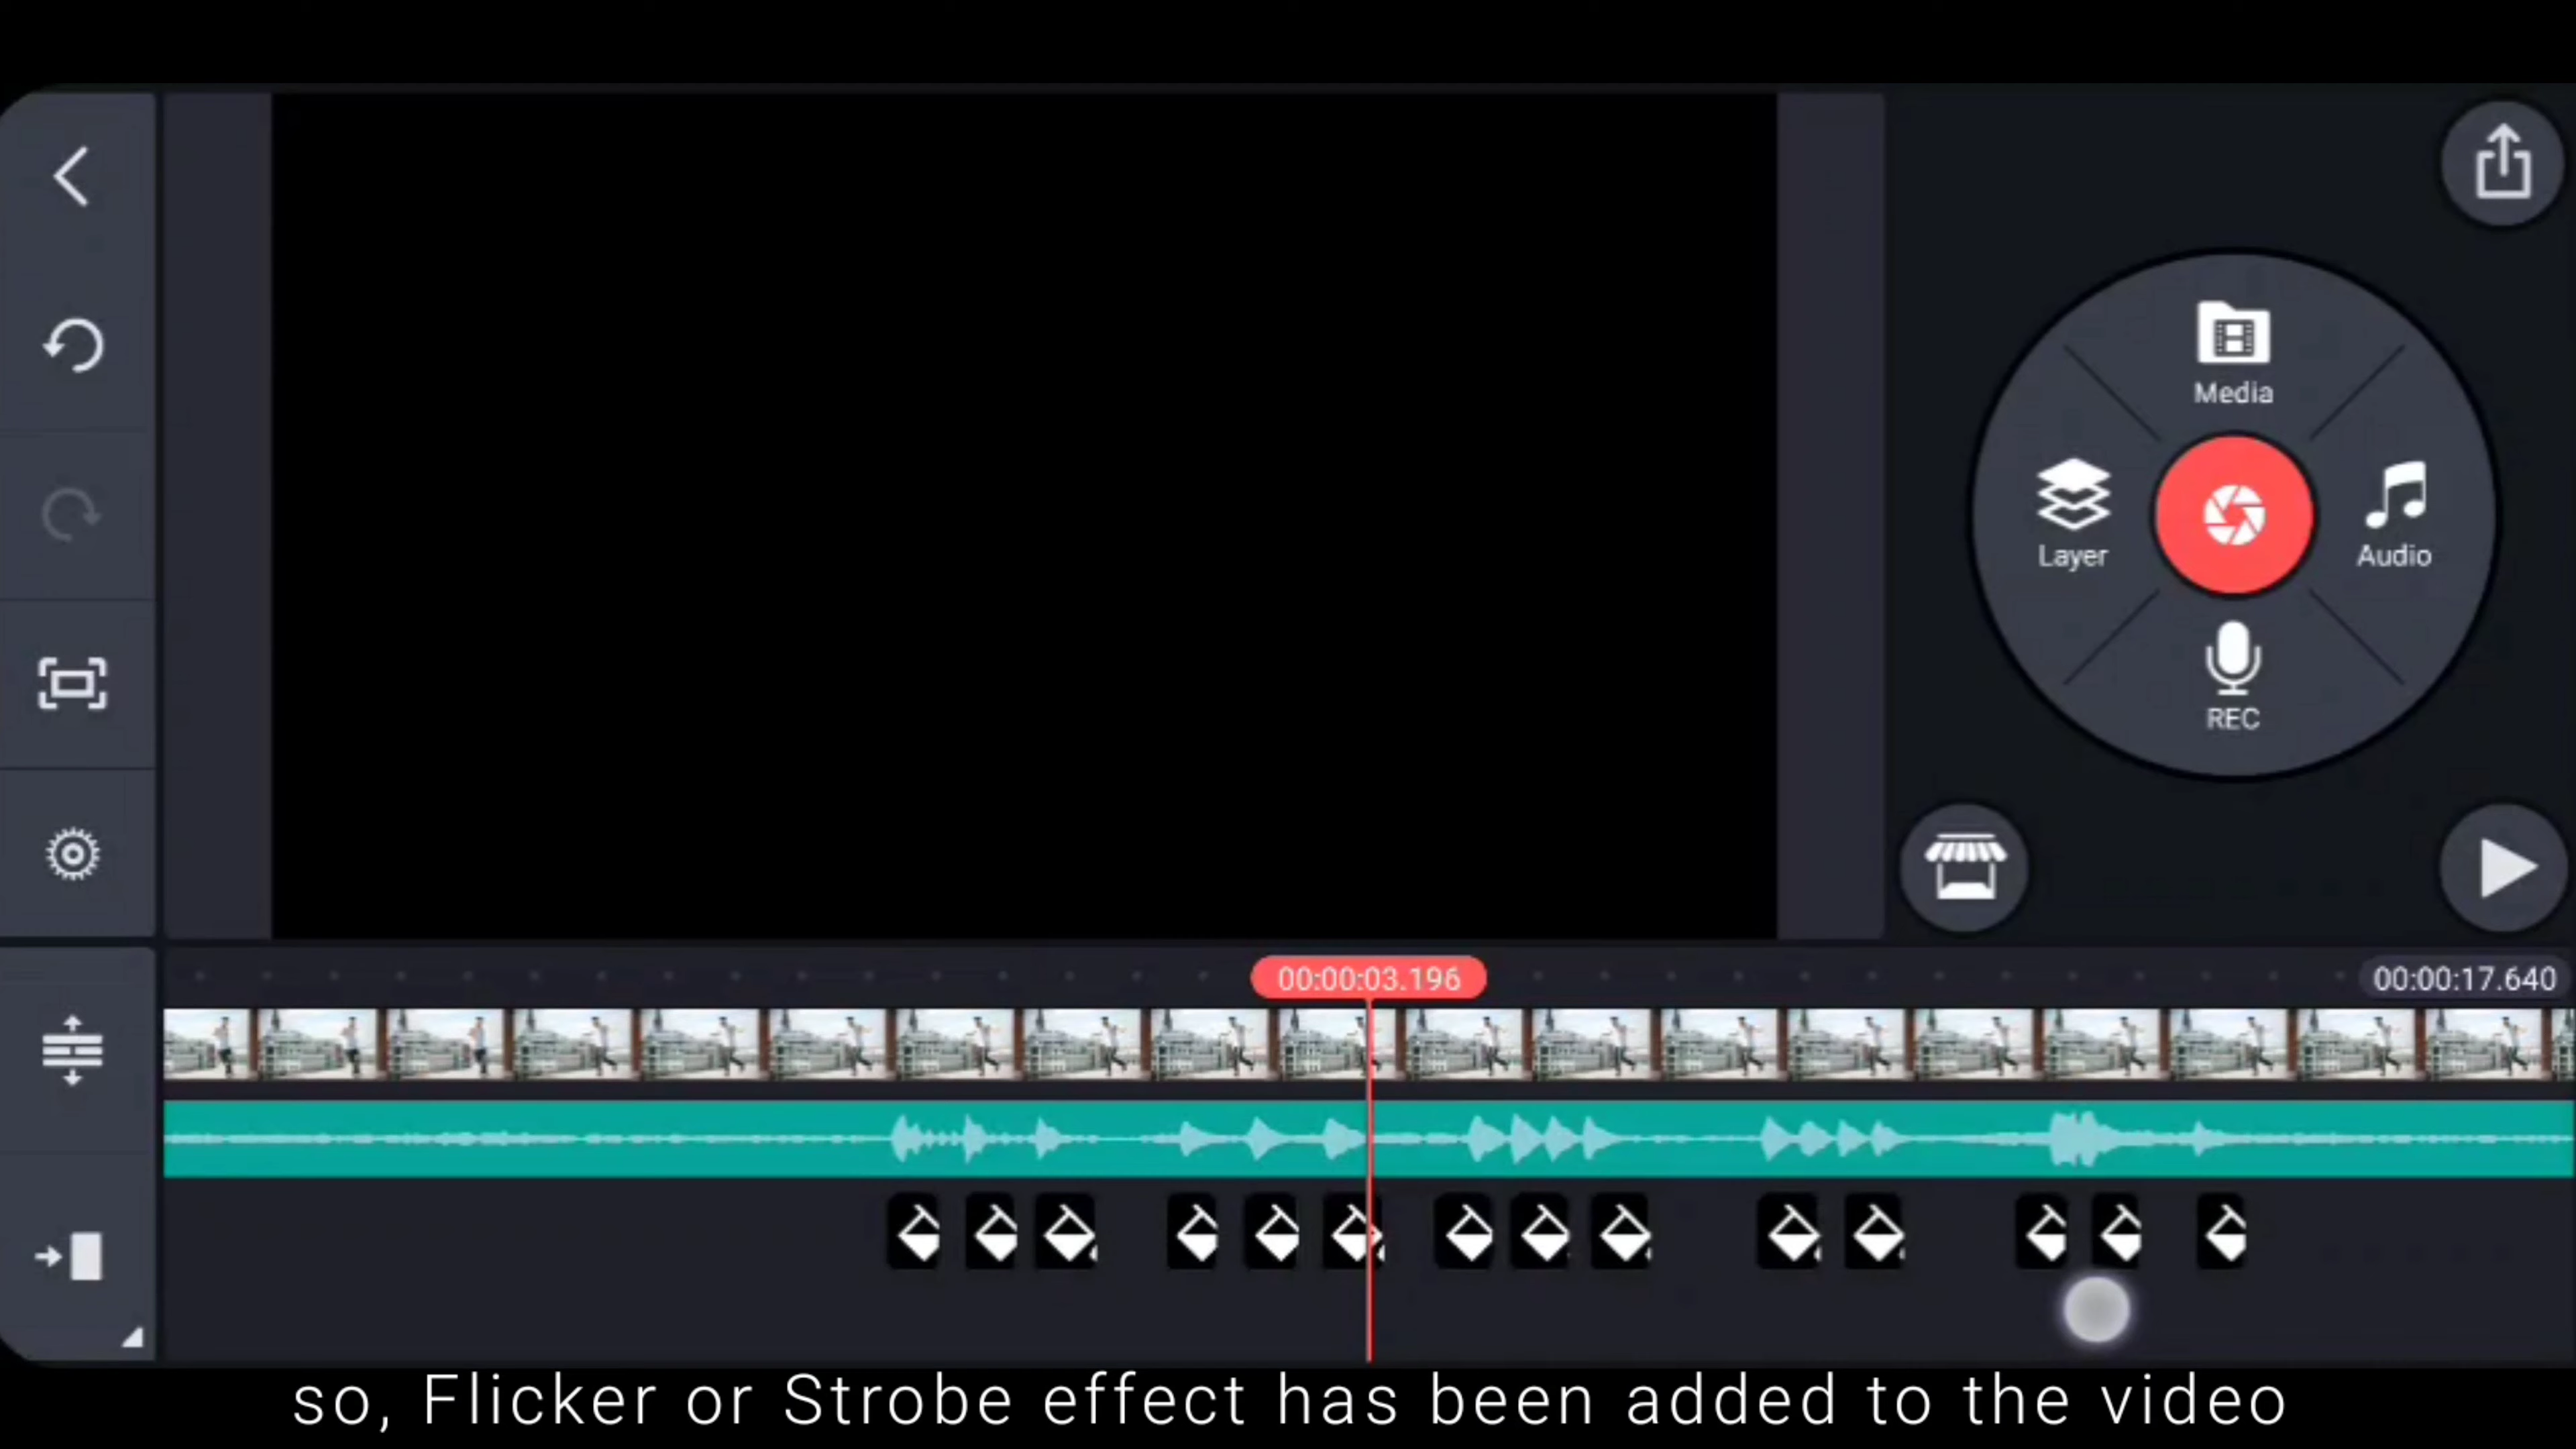 Media
Layer
Audio
REC
00:00:03.196
00:00:17.640
so, Flicker or Strobe effect has been added to the video